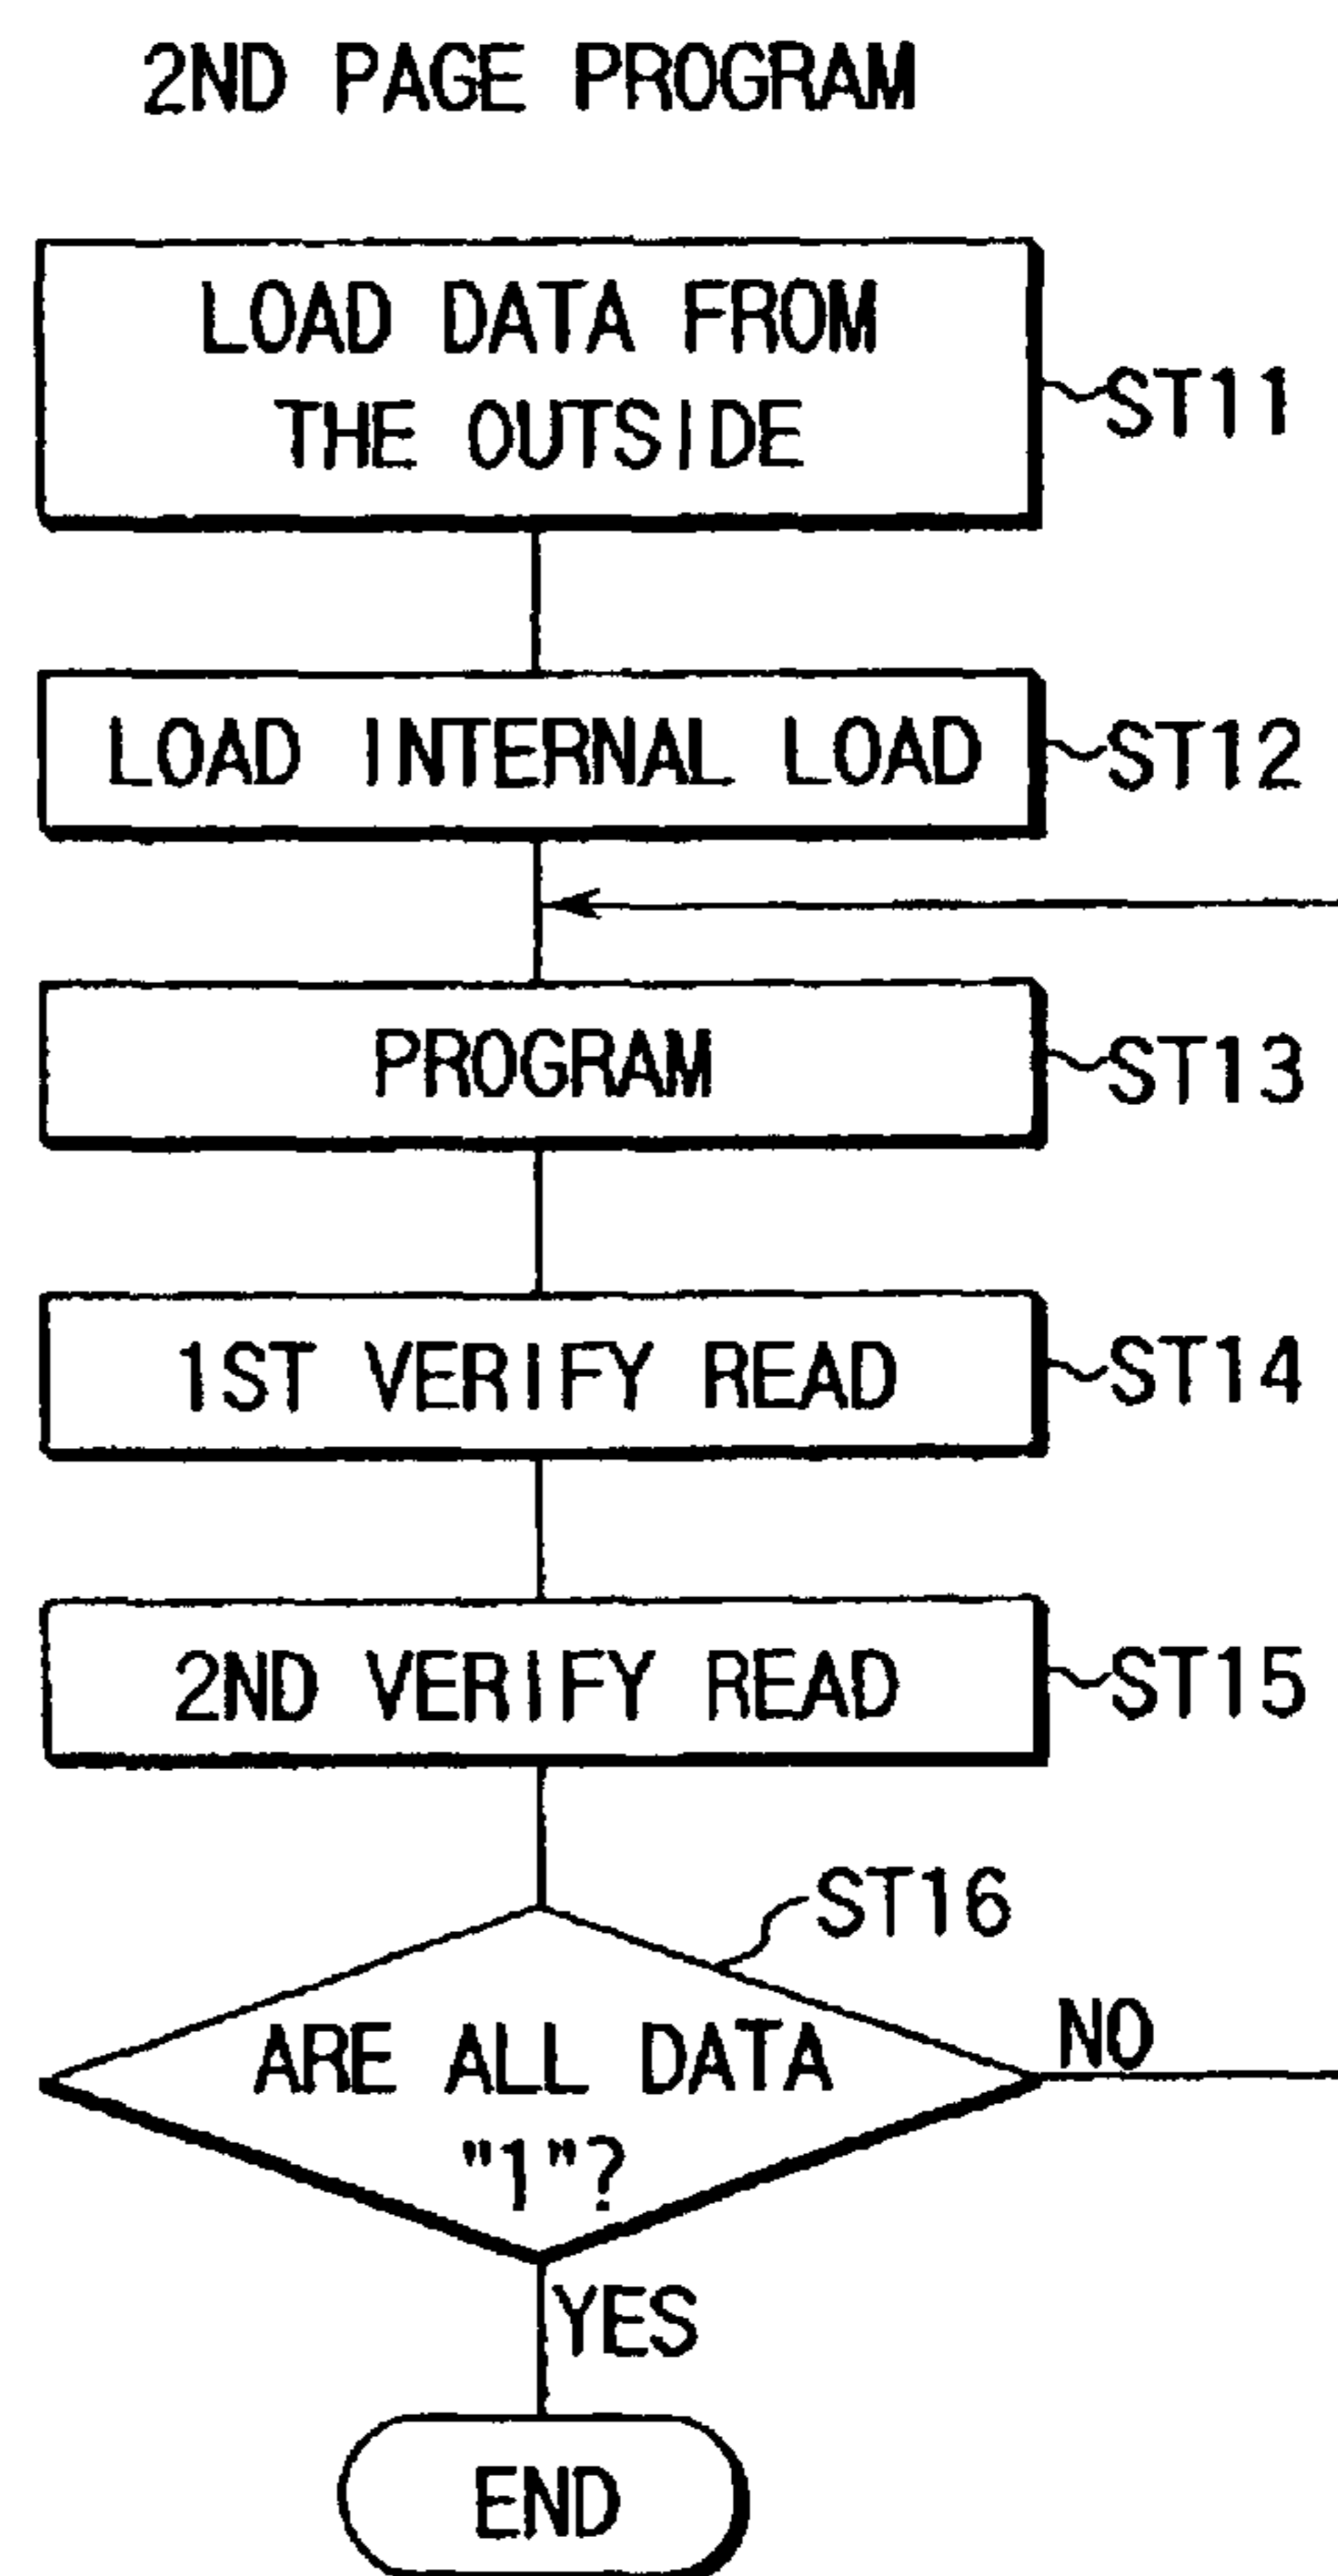 2ND PAGE PROGRAM
LOAD DATA FROM
THE OUTSIDE
ST11
LOAD INTERNAL LOAD
ST12
PROGRAM
ST13
1ST VERIFY READ
ST14
2ND VERIFY READ
ST15
ST16
ARE ALL DATA
"1"?
NO
YES
END